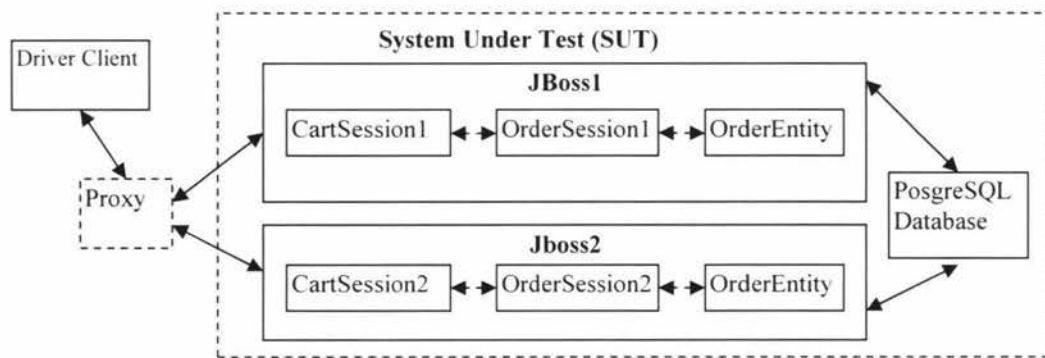 System Under Test (SUT)
Driver Client
JBoss1
CartSession1
OrderSession1
OrderEntity
Proxy
PosgreSQL
Database
Jboss2
CartSession2
OrderSession2
OrderEntity